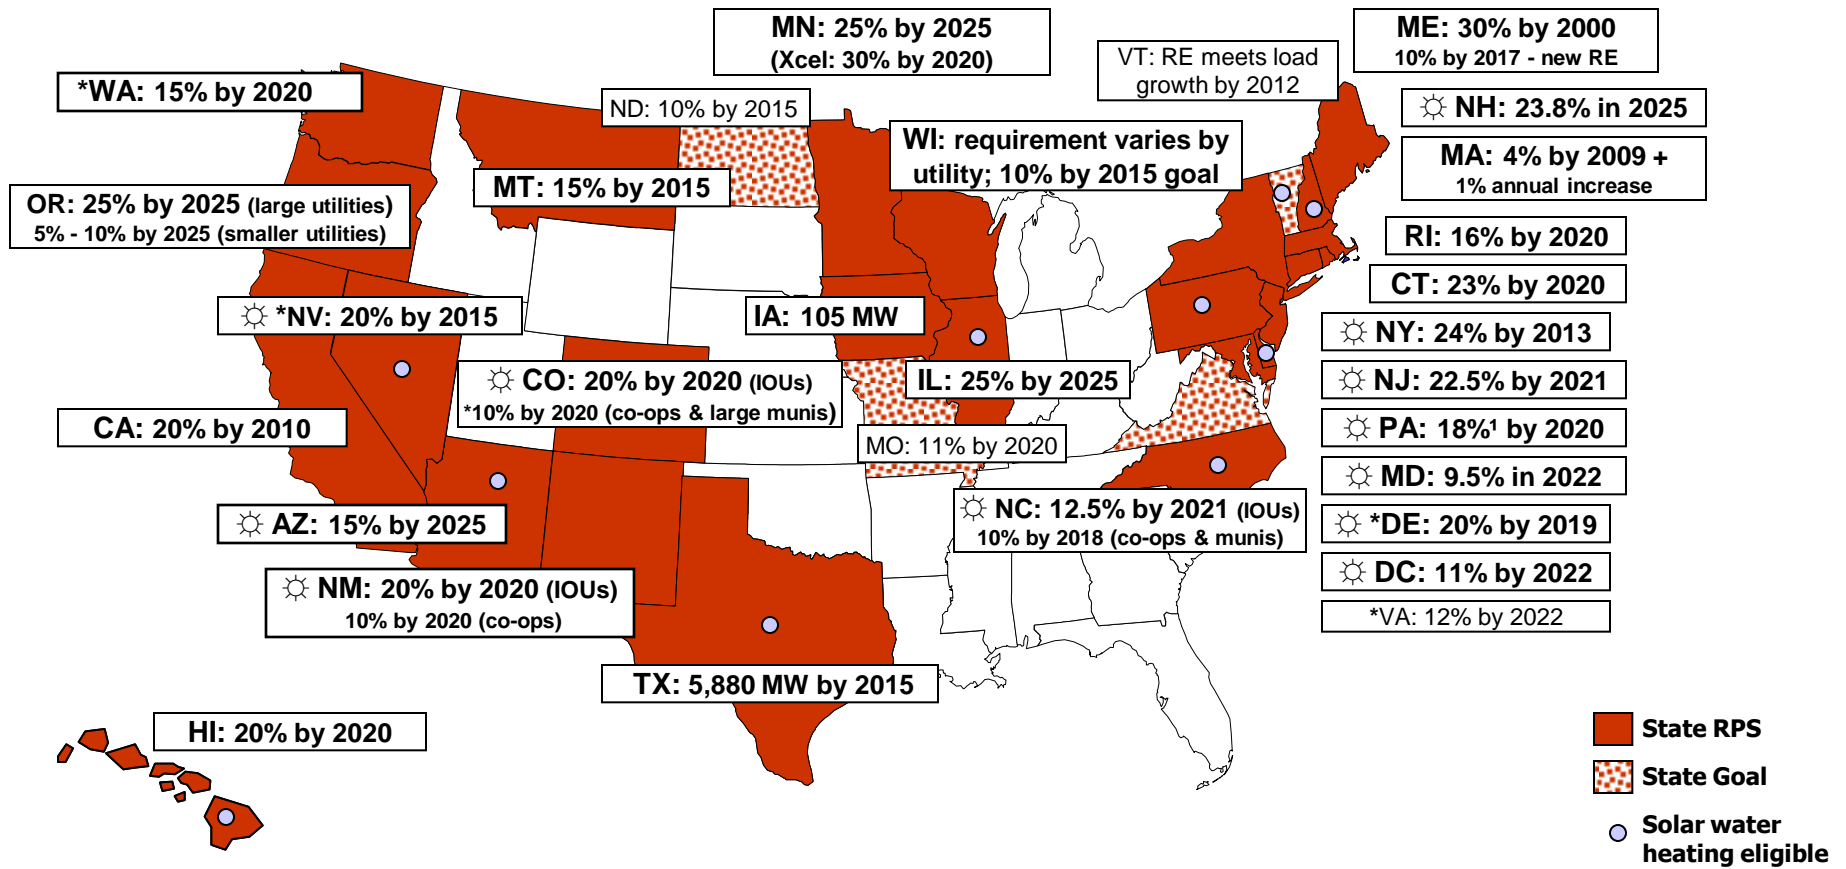 MN: 25% by 2025
(Xcel: 30% by 2020)
ME: 30% by 2000
10% by 2017 - new RE
VT: RE meets load
growth by 2012
*WA: 15% by 2020
ND: 10% by 2015
☼ NH: 23.8% in 2025
WI: requirement varies by
utility; 10% by 2015 goal
MA: 4% by 2009 +
1% annual increase
MT: 15% by 2015
OR: 25% by 2025 (large utilities)
5% - 10% by 2025 (smaller utilities)
RI: 16% by 2020
CT: 23% by 2020
☼ *NV: 20% by 2015
IA: 105 MW
☼ NY: 24% by 2013
☼ CO: 20% by 2020 (IOUs)
*10% by 2020 (co-ops & large munis)
IL: 25% by 2025
☼ NJ: 22.5% by 2021
CA: 20% by 2010
MO: 11% by 2020
☼ PA: 18%¹ by 2020
☼ MD: 9.5% in 2022
☼ AZ: 15% by 2025
☼ NC: 12.5% by 2021 (IOUs)
10% by 2018 (co-ops & munis)
☼ *DE: 20% by 2019
☼ DC: 11% by 2022
☼ NM: 20% by 2020 (IOUs)
10% by 2020 (co-ops)
*VA: 12% by 2022
TX: 5,880 MW by 2015
HI: 20% by 2020
State RPS
State Goal
Solar water
heating eligible